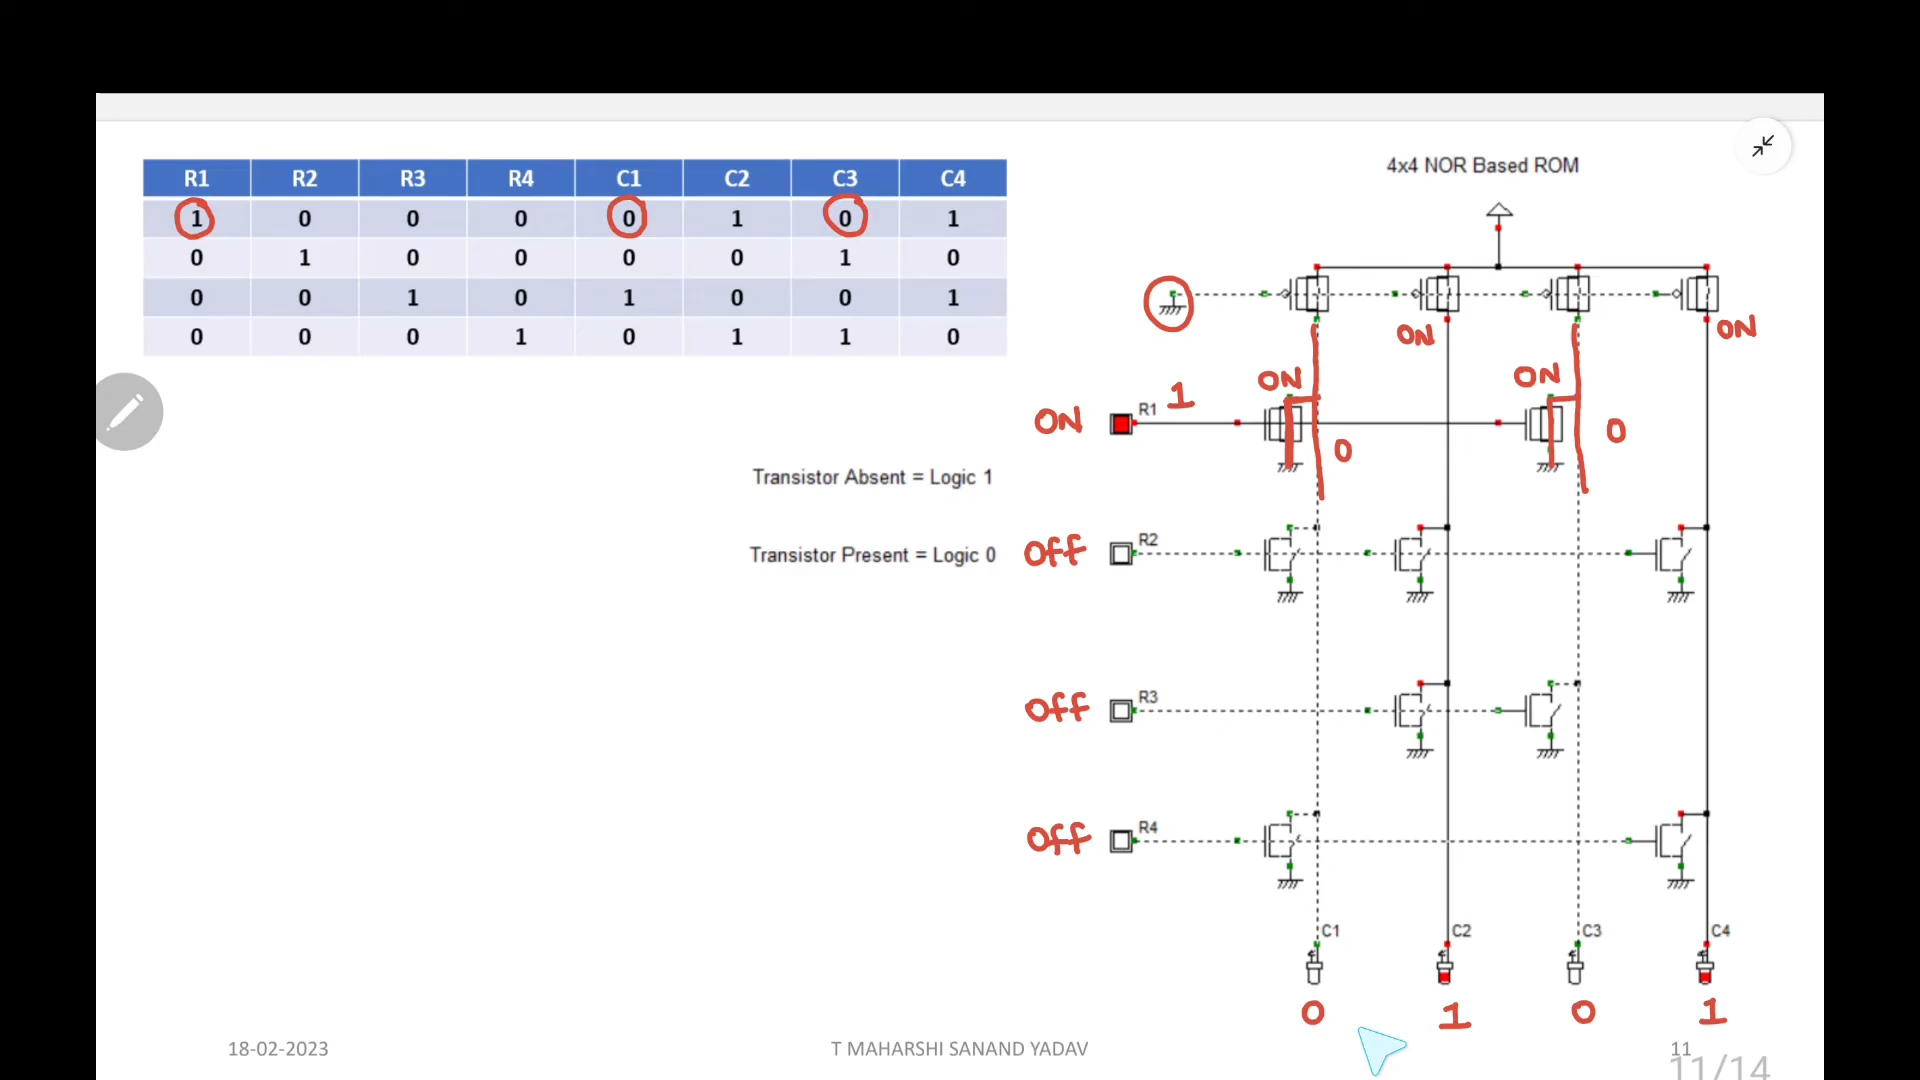 4x4 NOR Based ROM
R1 R2 R3 R4 C1 C2 C3 C4
1 0 0 0 0 1 0 1
0 1 0 0 0 0 1 0
0 0 1 0 1 0 0 1
0 0 0 1 0 1 1 0
ON ON
ON ON
ON R1 1
0 0
Transistor Absent = Logic 1
Transistor Present = Logic 0
Off R2
Off R3
Off R4
C1 C2 C3 C4
0 1 0 1
18-02-2023 T MAHARSHI SANAND YADAV 11
11/14